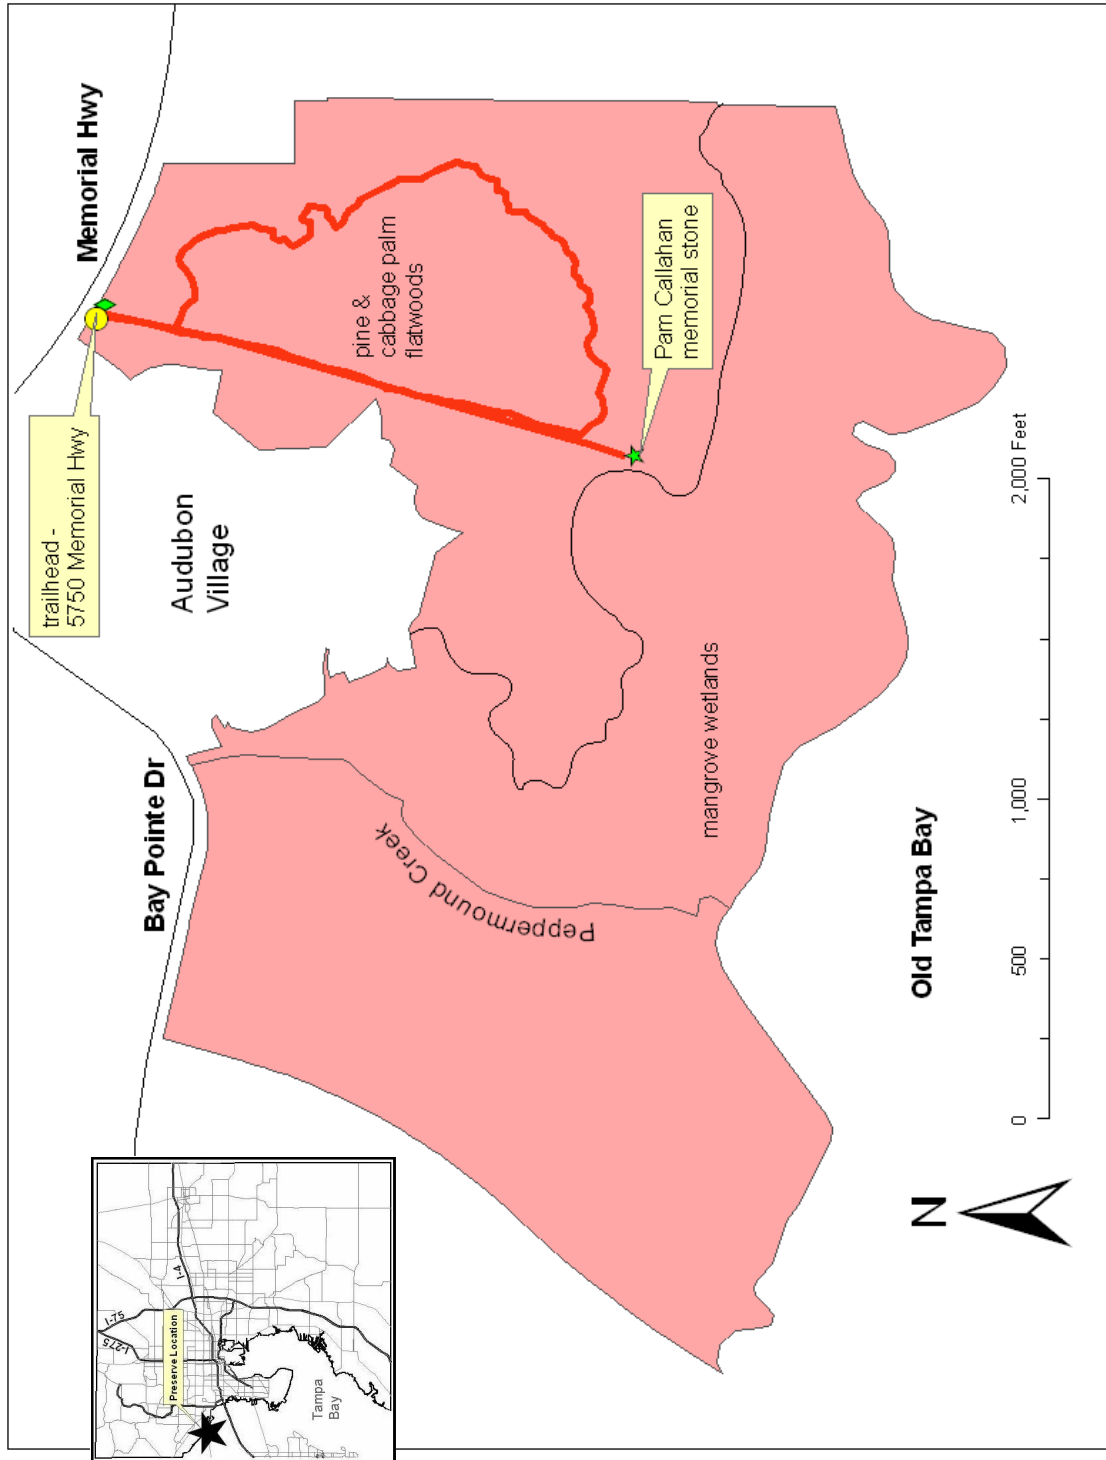 Memorial Hwy
trailhead -
5750 Memorial Hwy
Audubon
Village
pine &
cabbage palm
flatwoods
Pam Callahan
memorial stone
Bay Pointe Dr
Peppermound Creek
mangrove wetlands
Old Tampa Bay
0
500
1,000
2,000 Feet
N
I-75
I-275
I-4
Preserve Location
Tampa
Bay